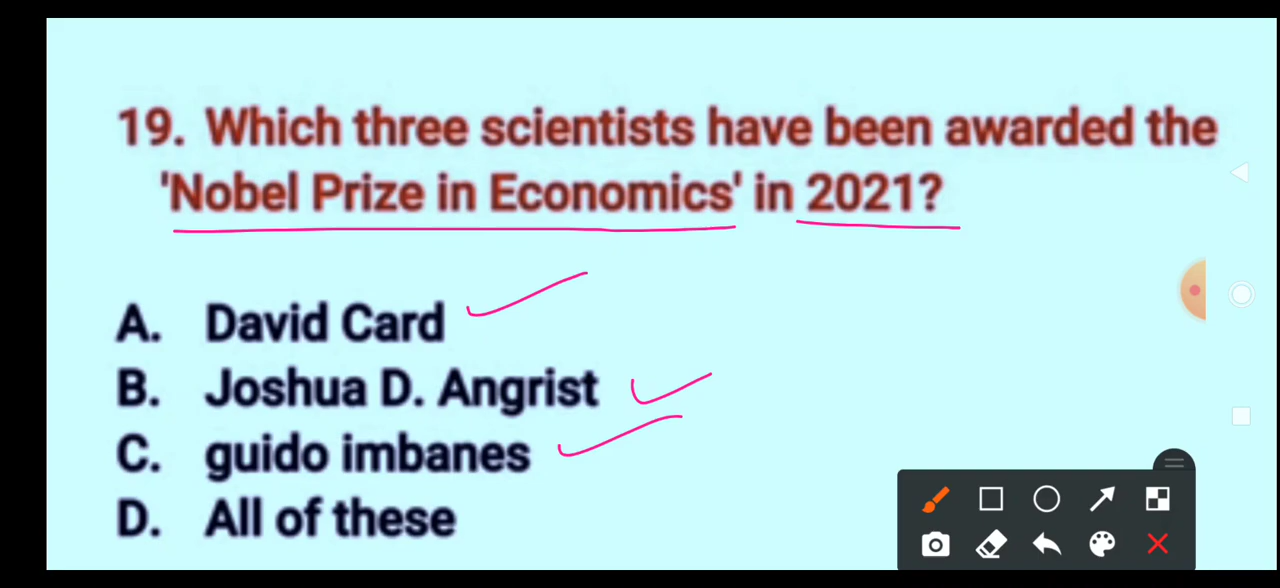 19. Which three scientists have been awarded the
'Nobel Prize in Economics' in 2021?
A. David Card
B. Joshua D. Angrist
C. guido imbanes
D. All of these